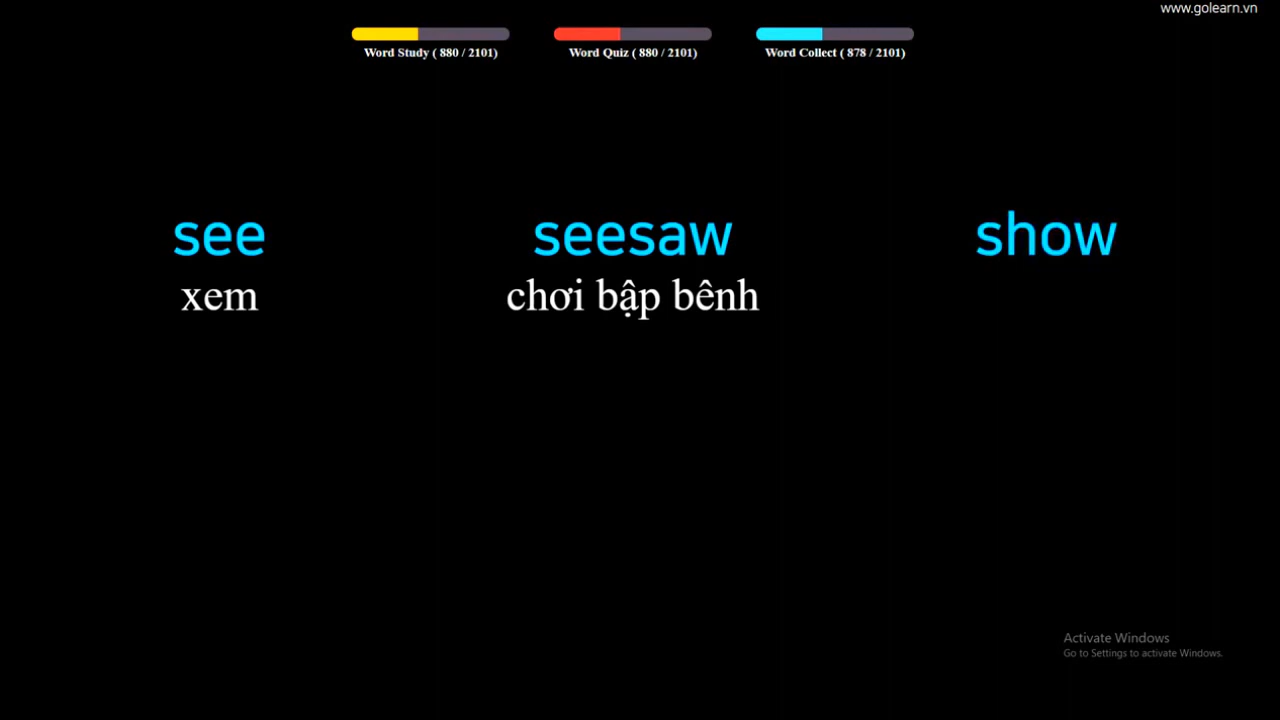 www.golearn.vn
Word Study ( 880 / 2101)
Word Quiz ( 880 / 2101)
Word Collect ( 878 / 2101)
see
seesaw
show
xem
chơi bập bênh
Activate Windows
Go to Settings to activate Windows.